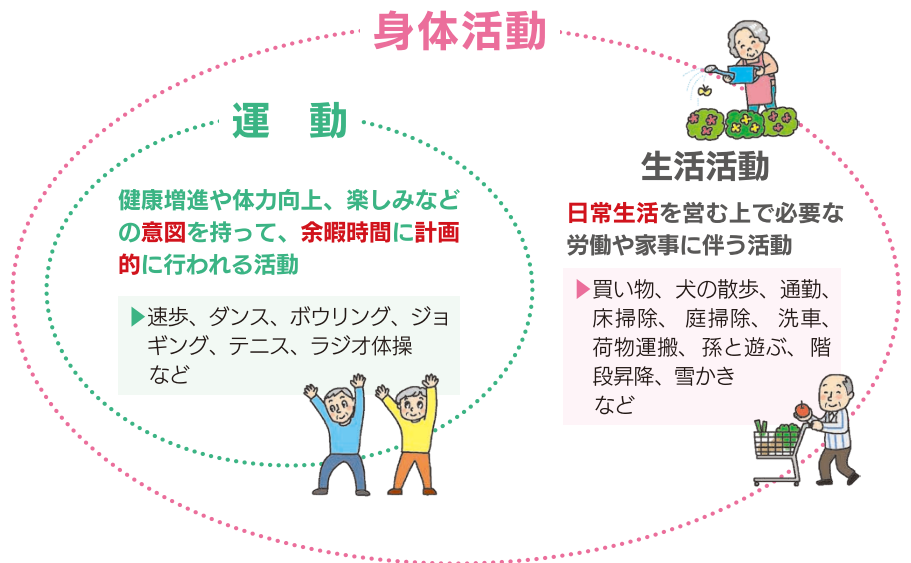 身体活動
運　動
健康増進や体力向上、楽しみなど
の意図を持って、余暇時間に計画
的に行われる活動
▶速歩、ダンス、ボウリング、ジョ
ギング、テニス、ラジオ体操
など
生活活動
日常生活を営む上で必要な
労働や家事に伴う活動
▶買い物、犬の散歩、通勤、
床掃除、庭掃除、洗車、
荷物運搬、孫と遊ぶ、階
段昇降、雪かき
など